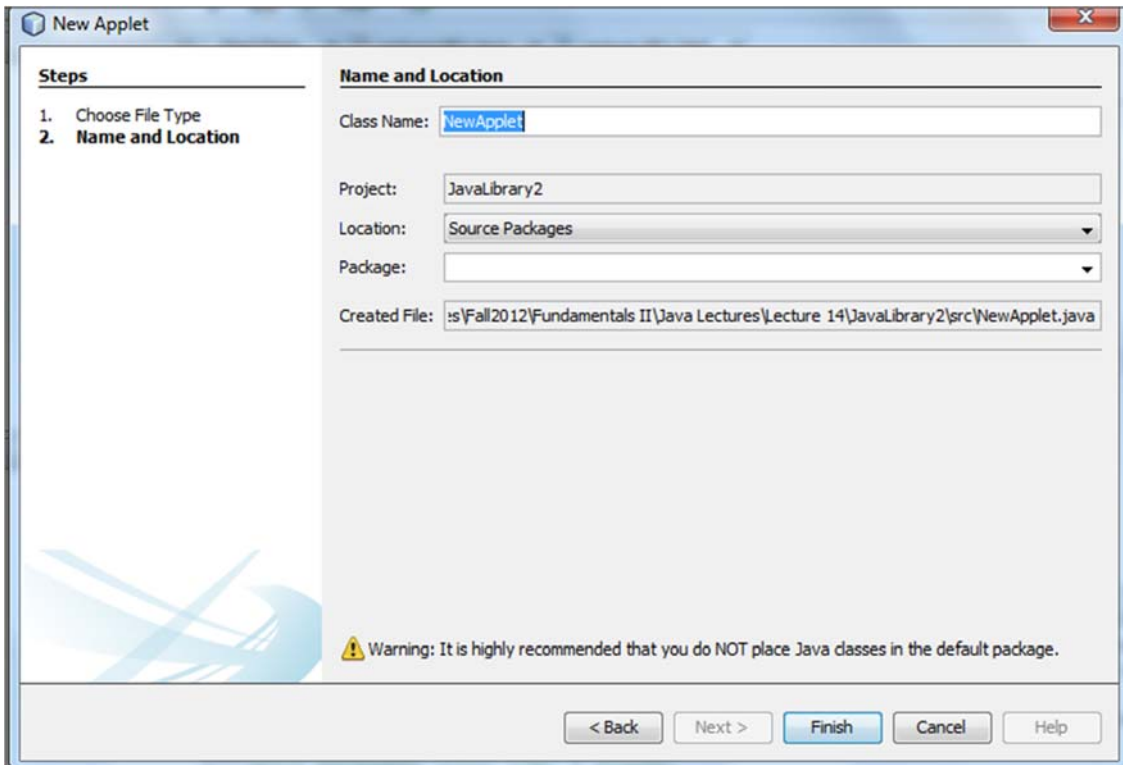 New Applet
Steps
1. Choose File Type
2. Name and Location
Name and Location
Class Name: NewApplet
Project: JavaLibrary2
Location: Source Packages
Package:
Created File: :s\Fall2012\Fundamentals II\Java Lectures\Lecture 14\JavaLibrary2\src\NewApplet.java
Warning: It is highly recommended that you do NOT place Java classes in the default package.
< Back Next > Finish Cancel Help